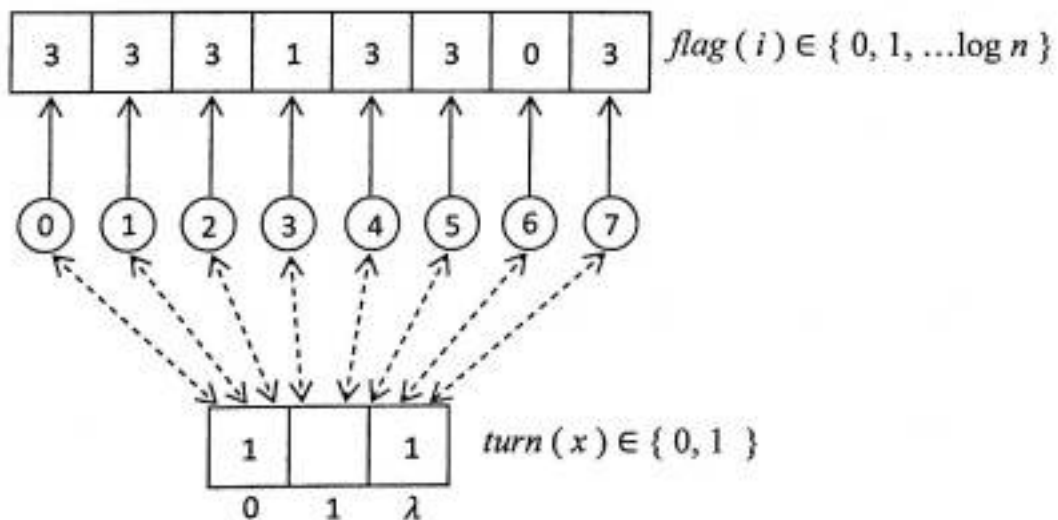 3 3 3 1 3 3 0 3 flag ( i ) ∈ { 0, 1, ...log n }
0 1 2 3 4 5 6 7
1 1 turn ( x ) ∈ { 0, 1 }
0 1 λ